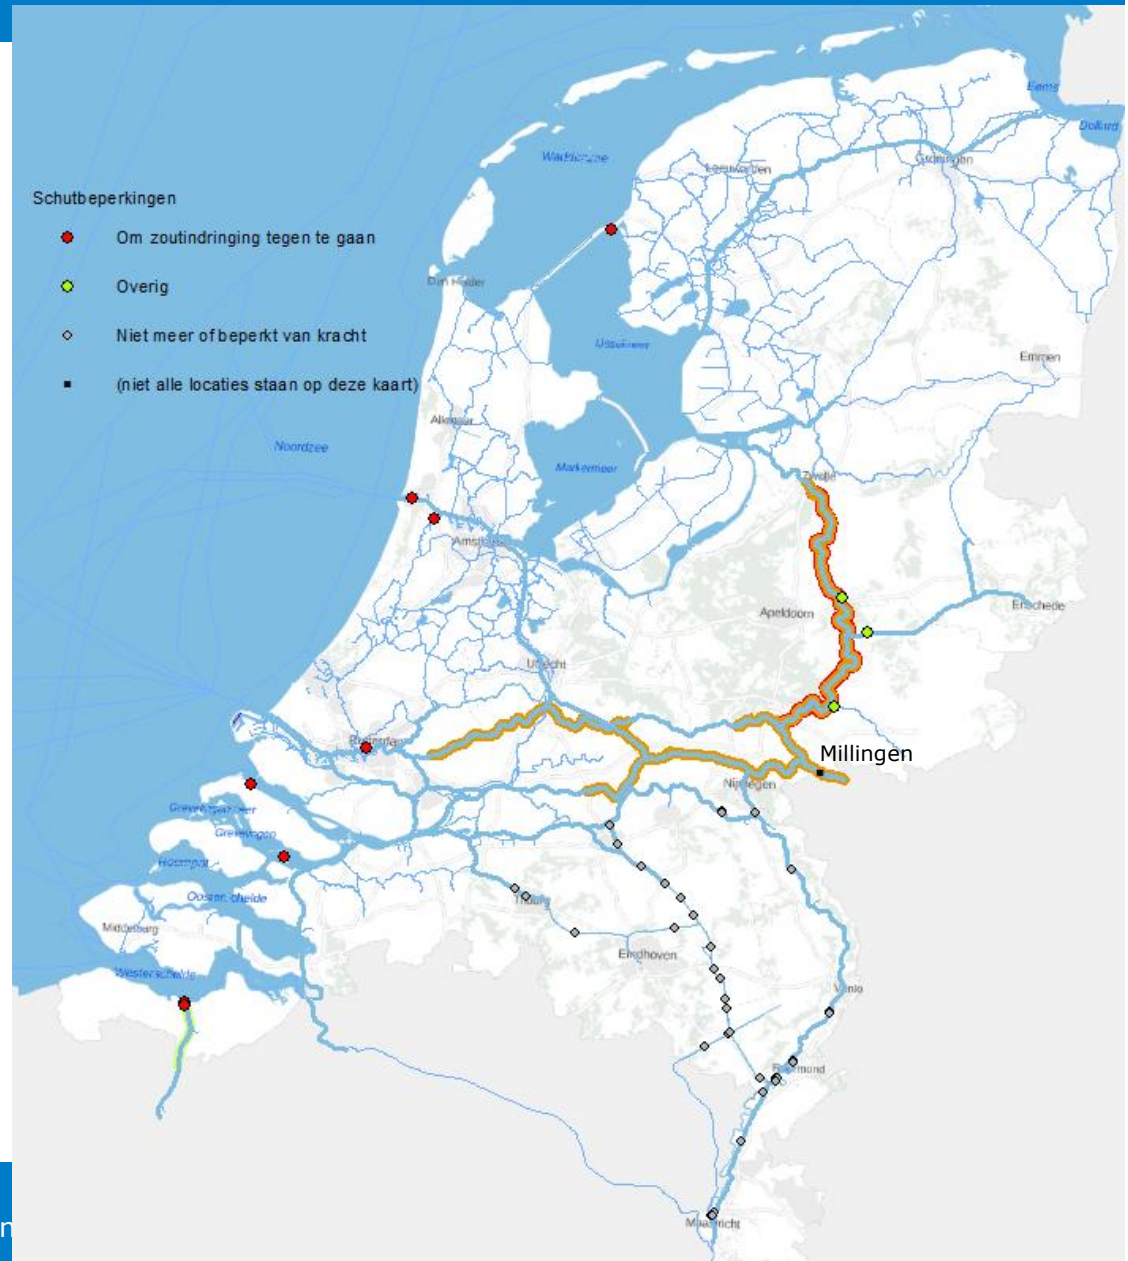 Eems
Dollard
Waddenzee
Leeuwarden
Groningen
Schutbeperkingen
Om zoutindringing tegen te gaan
Den Helder
Overig
Niet meer of beperkt van kracht
IJsselmeer
Emmen
(niet alle locaties staan op deze kaart)
Alkmaar
Noordzee
Markermeer
Zwolle
Apeldoorn
Enschede
Utrecht
Rotterdam
Millingen
Nijmegen
Grevelingen
Middelburg
Tilburg
Eindhoven
Westerschelde
Venlo
Roermond
Maastricht
n